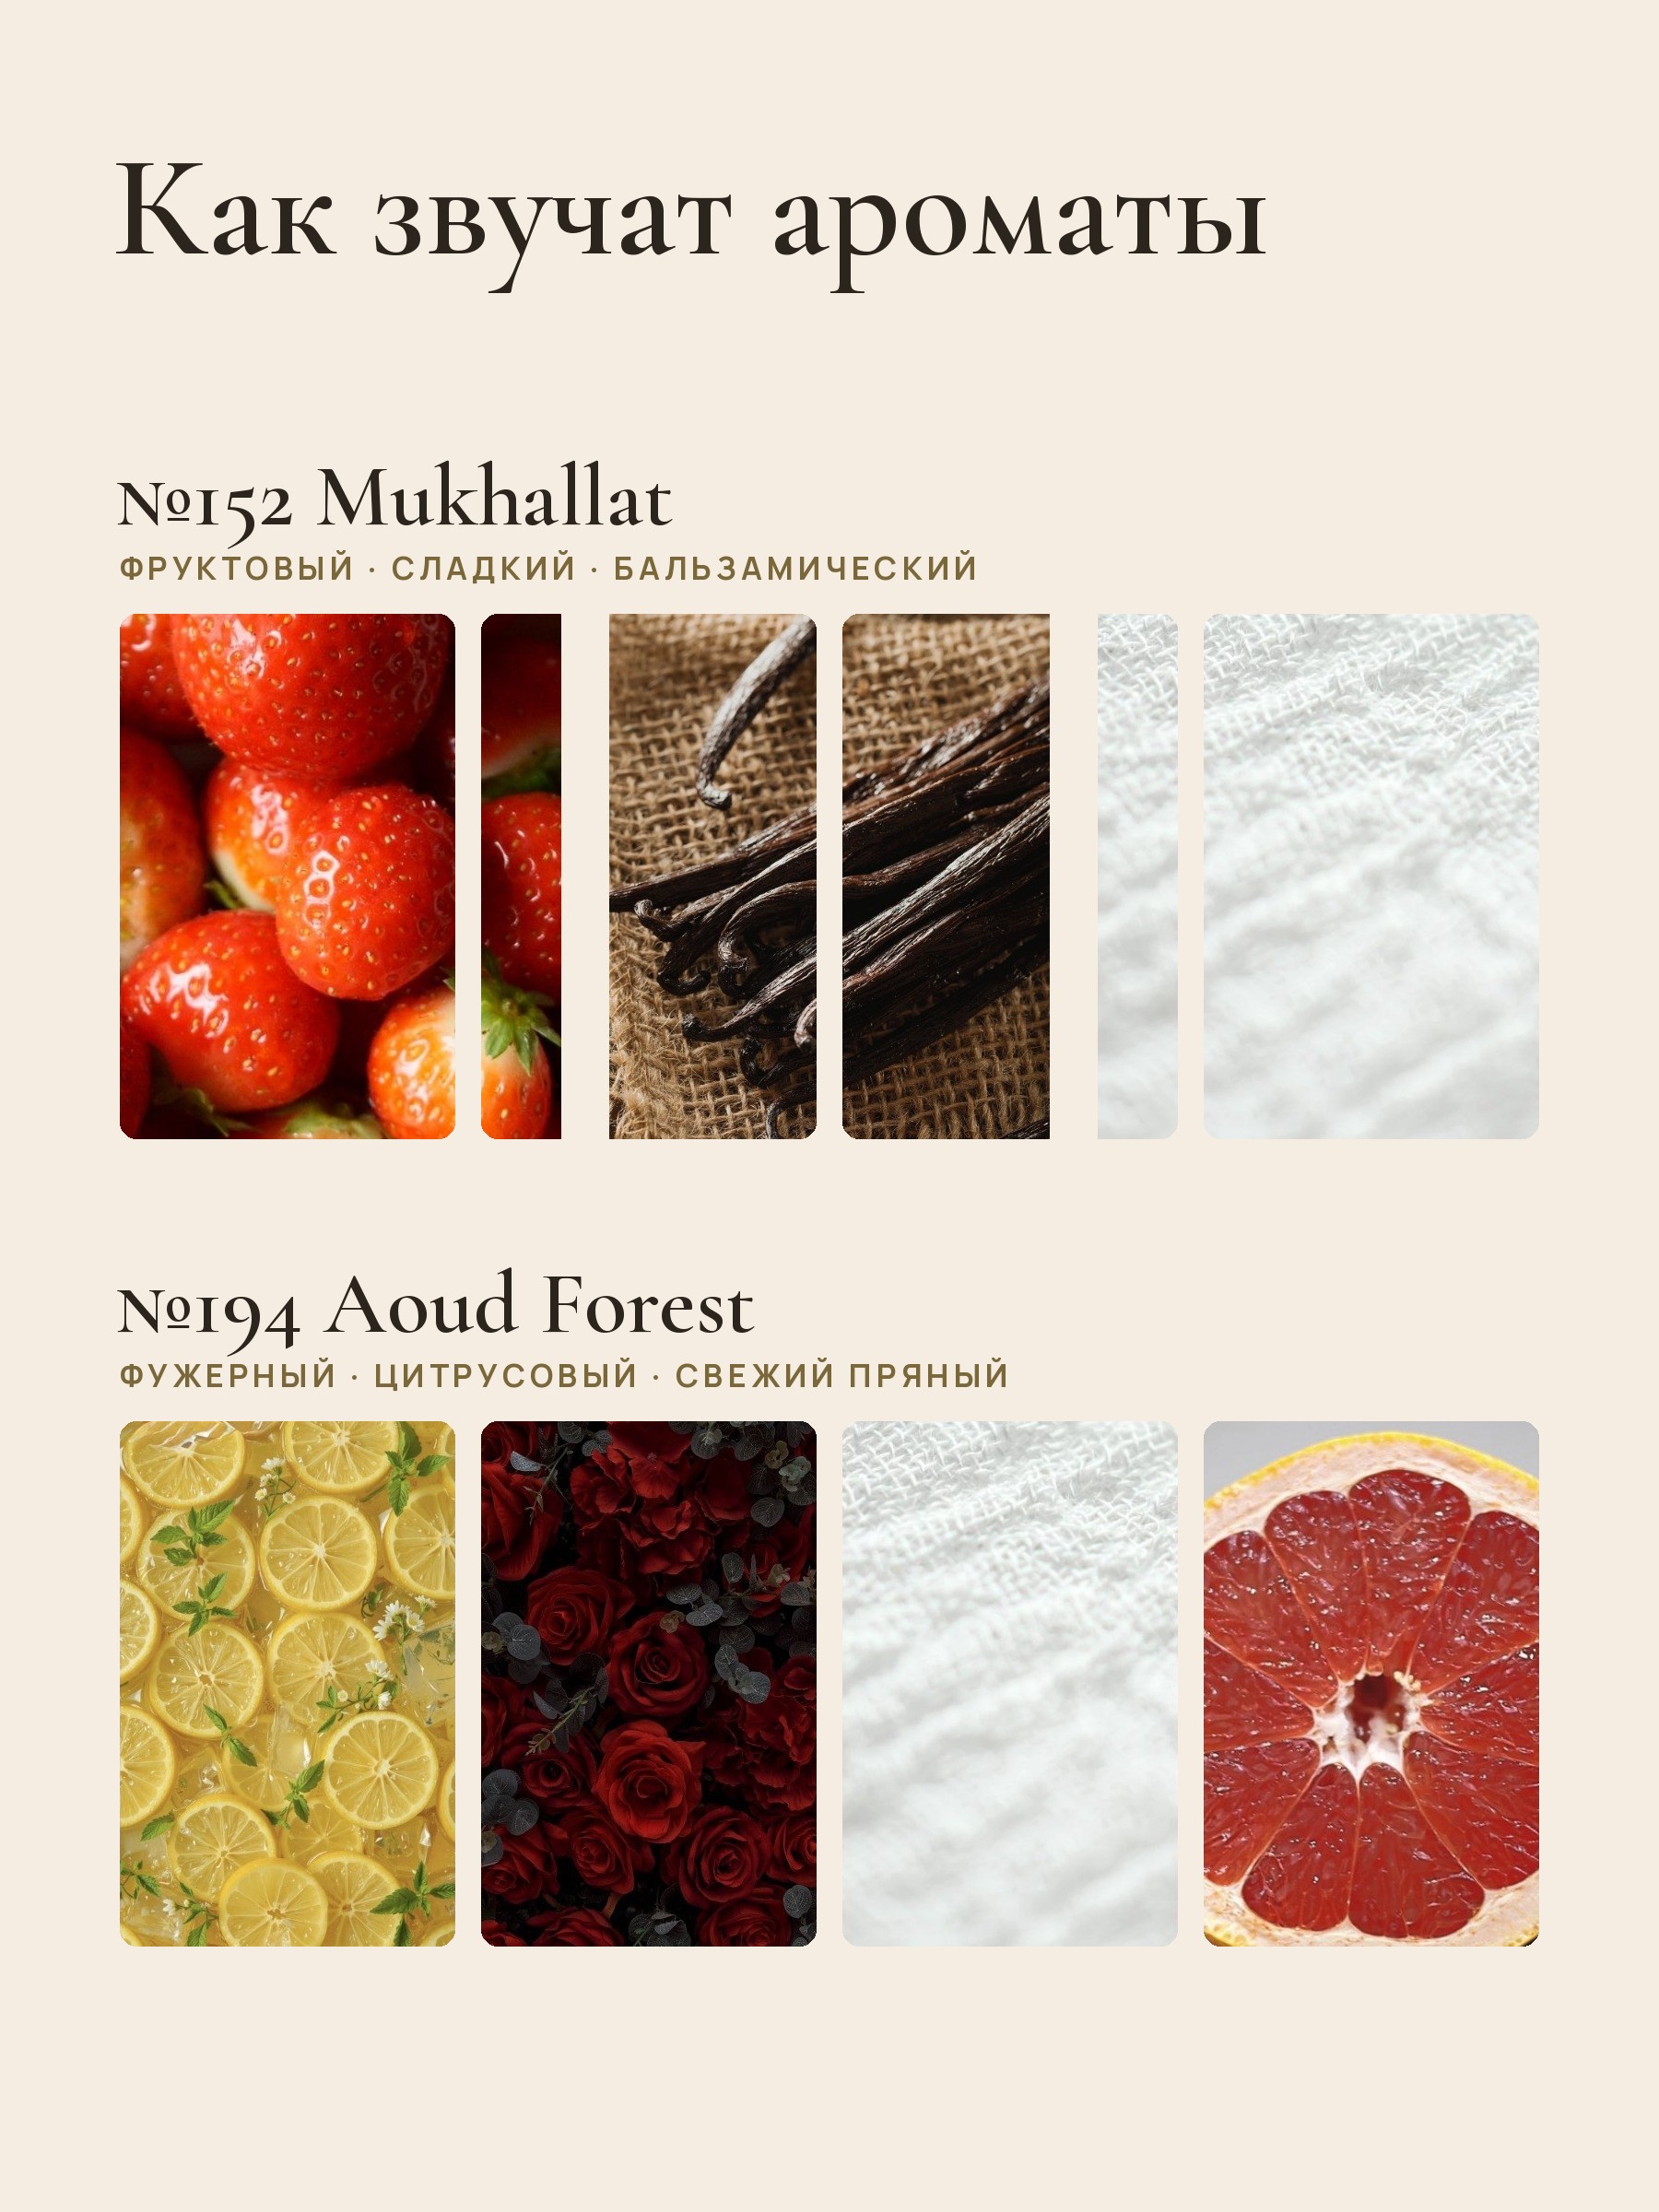 Как звучат ароматы
№152 Mukhallat
ФРУКТОВЫЙ · СЛАДКИЙ · БАЛЬЗАМИЧЕСКИЙ
№194 Aoud Forest
ФУЖЕРНЫЙ · ЦИТРУСОВЫЙ · СВЕЖИЙ ПРЯНЫЙ